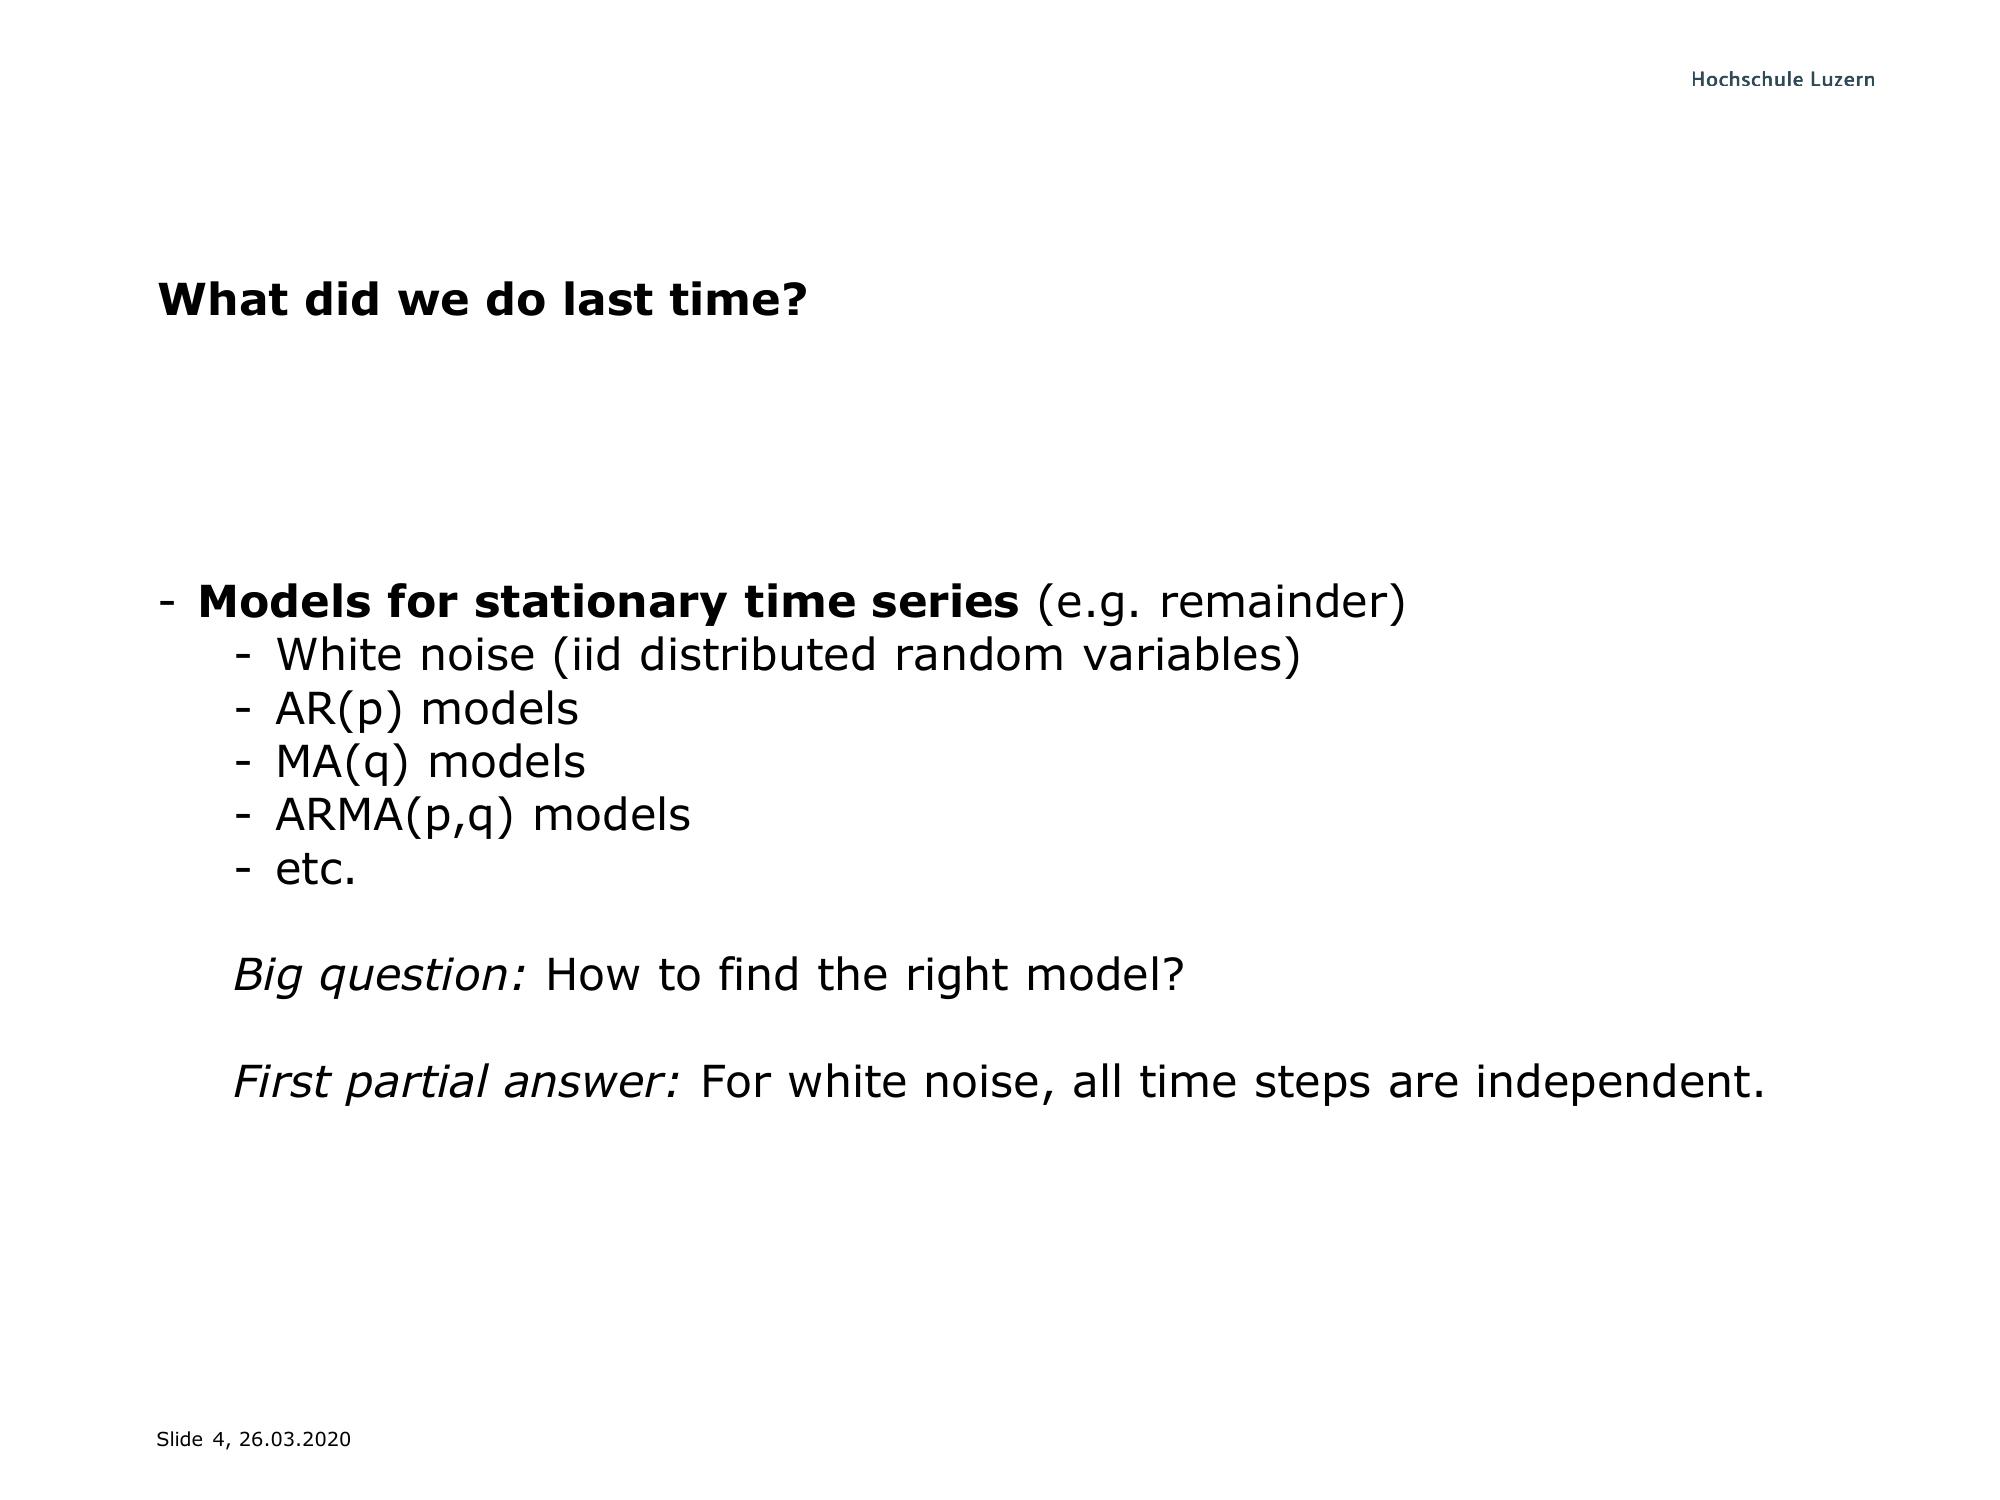 Hochschule Luzern
What did we do last time?
- Models for stationary time series (e.g. remainder)
- White noise (iid distributed random variables)
- AR(p) models
- MA(q) models
- ARMA(p,q) models
- etc.
Big question: How to find the right model?
First partial answer: For white noise, all time steps are independent.
Slide 4, 26.03.2020